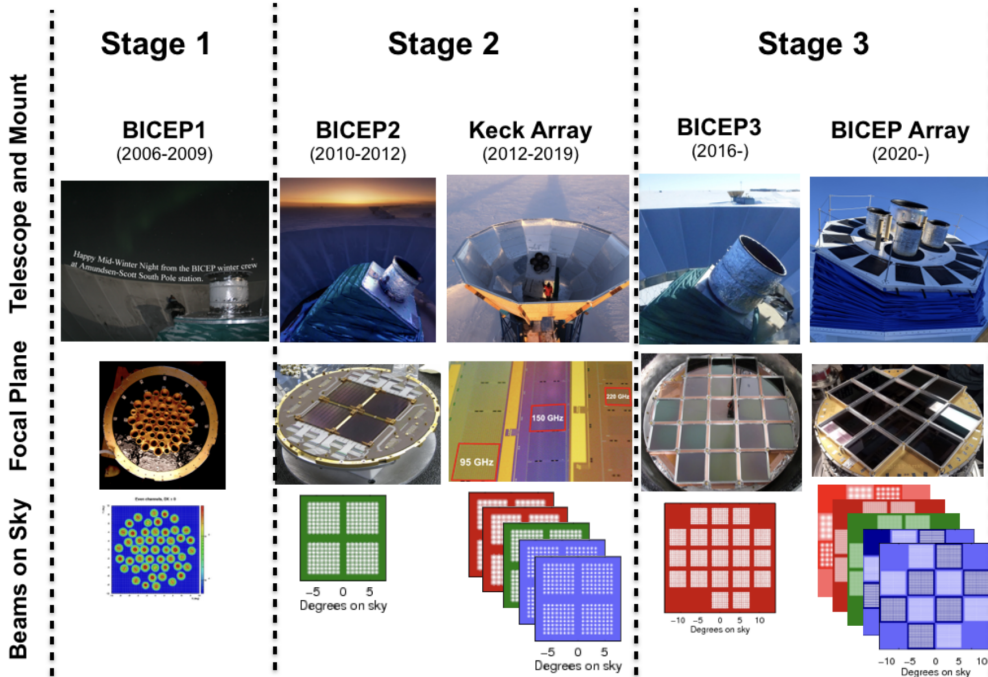 Stage 1
Stage 2
Stage 3
Telescope and Mount
BICEP1
(2006-2009)
BICEP2
(2010-2012)
Keck Array
(2012-2019)
BICEP3
(2016-)
BICEP Array
(2020-)
Happy Mid-Winter Night from the BICEP winter crew
at Amundsen-Scott South Pole station.
Focal Plane
95 GHz
150 GHz
220 GHz
Beams on Sky
-5 0 5
Degrees on sky
-5 0 5
Degrees on sky
-10 -5 0 5 10
Degrees on sky
-10 -5 0 5 10
Degrees on sky